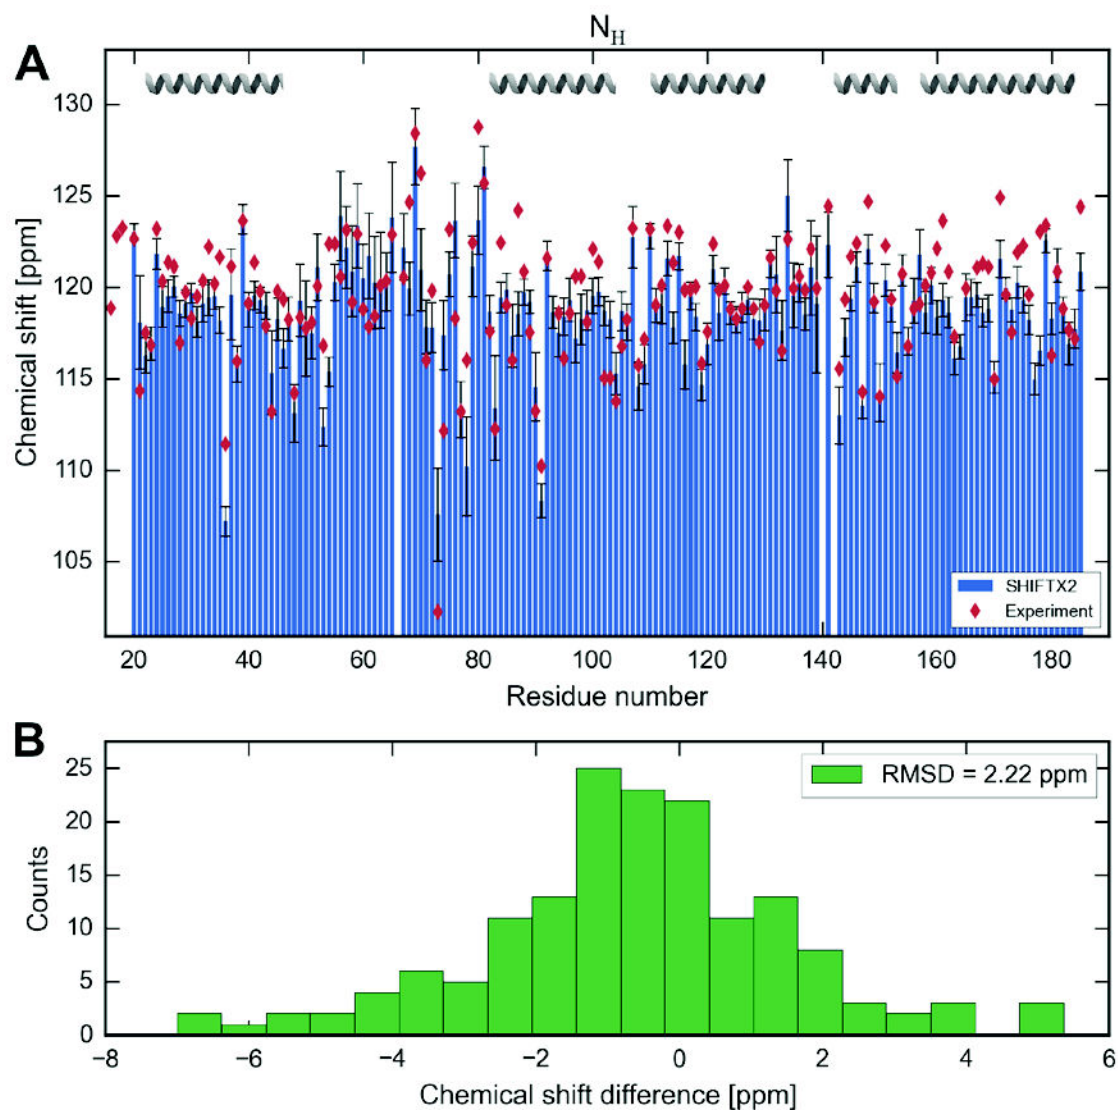 N_H
A
130
125
120
115
110
105
Chemical shift [ppm]
SHIFTX2
Experiment
20 40 60 80 100 120 140 160 180
Residue number
B
25
20
15
10
5
0
Counts
RMSD = 2.22 ppm
−8 −6 −4 −2 0 2 4 6
Chemical shift difference [ppm]